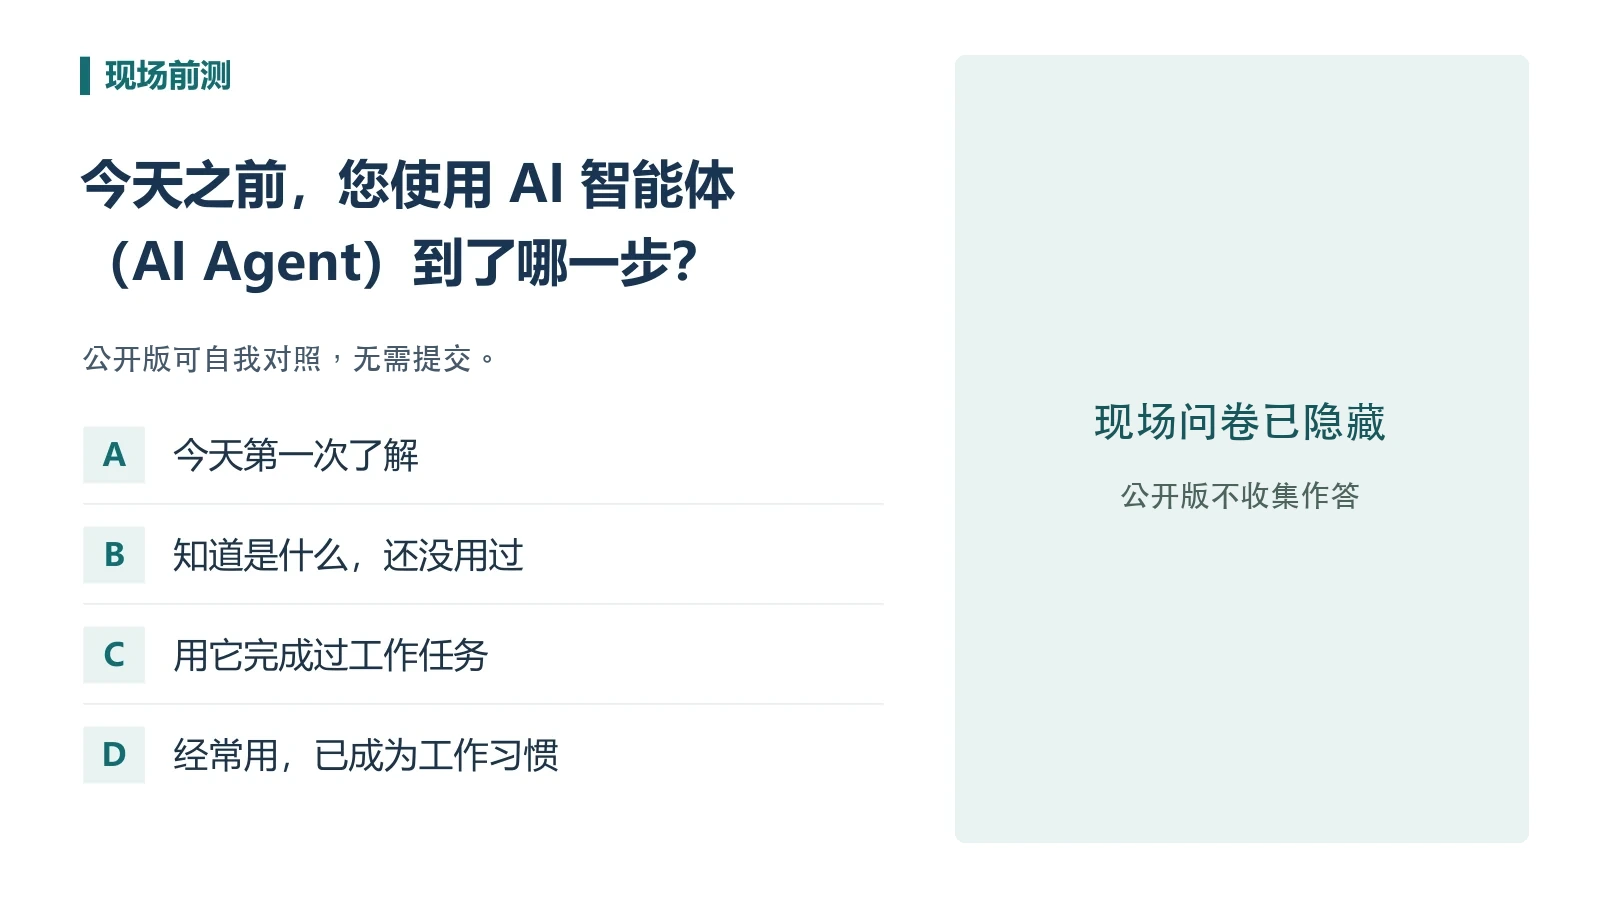 现场前测
今天之前，您使用 AI 智能体
（AI Agent）到了哪一步？
公开版可自我对照，无需提交。
A 今天第一次了解
B 知道是什么，还没用过
C 用它完成过工作任务
D 经常用，已成为工作习惯
现场问卷已隐藏
公开版不收集作答